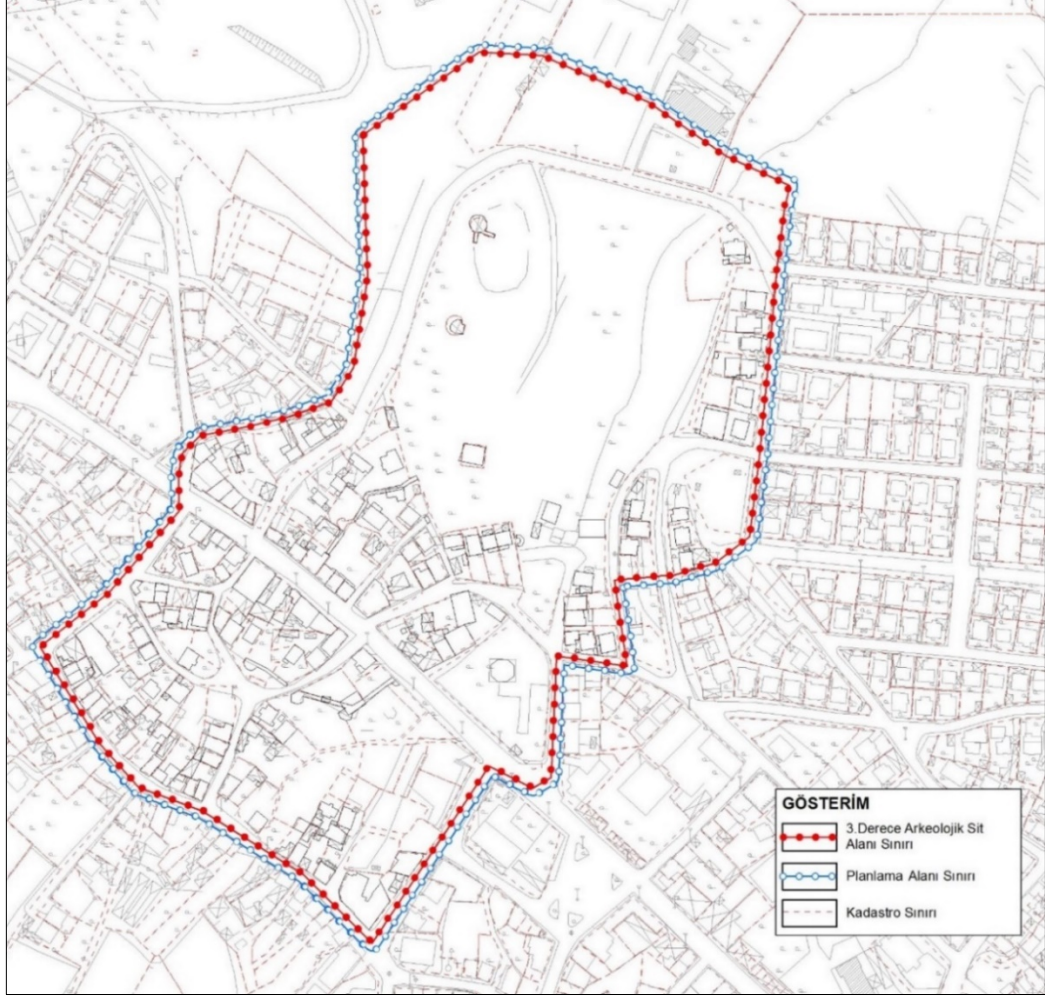 GÖSTERİM
3.Derece Arkeolojik Sit
Alanı Sınırı
Planlama Alanı Sınırı
Kadastro Sınırı